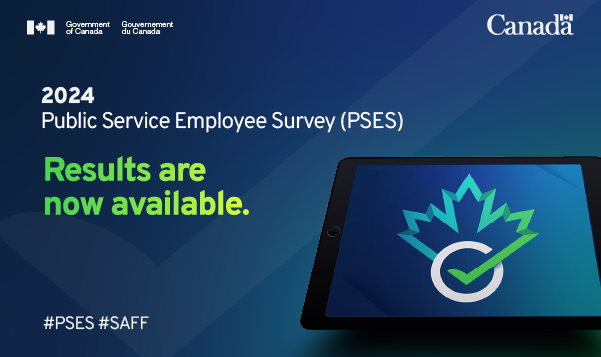 Government of Canada
Gouvernement du Canada
Canada
2024
Public Service Employee Survey (PSES)
Results are
now available.
#PSES #SAFF